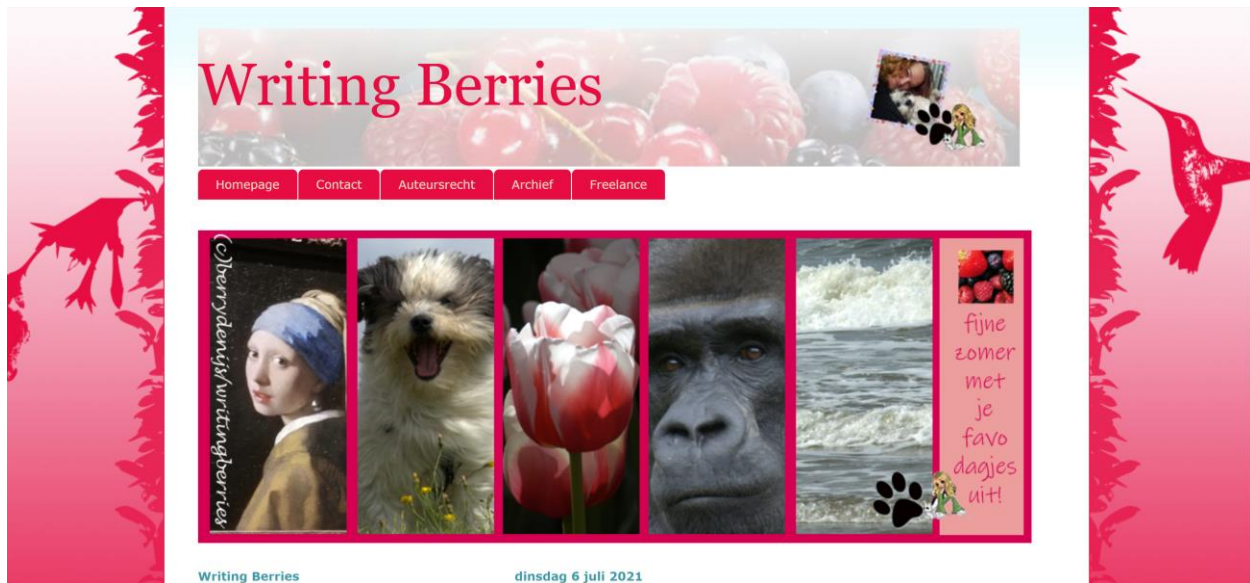 Writing Berries
Homepage
Contact
Auteursrecht
Archief
Freelance
(c)berrydenijs/writingberries
fijne
zomer
met
je
favo
dagjes
uit!
Writing Berries
dinsdag 6 juli 2021